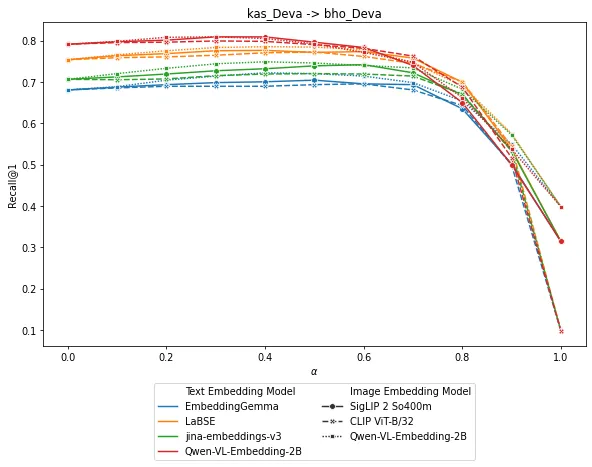 kas_Deva -> bho_Deva
Recall@1
0.8
0.7
0.6
0.5
0.4
0.3
0.2
0.1
0.0 0.2 0.4 0.6 0.8 1.0
α
Text Embedding Model Image Embedding Model
EmbeddingGemma SigLIP 2 So400m
LaBSE CLIP ViT-B/32
jina-embeddings-v3 Qwen-VL-Embedding-2B
Qwen-VL-Embedding-2B